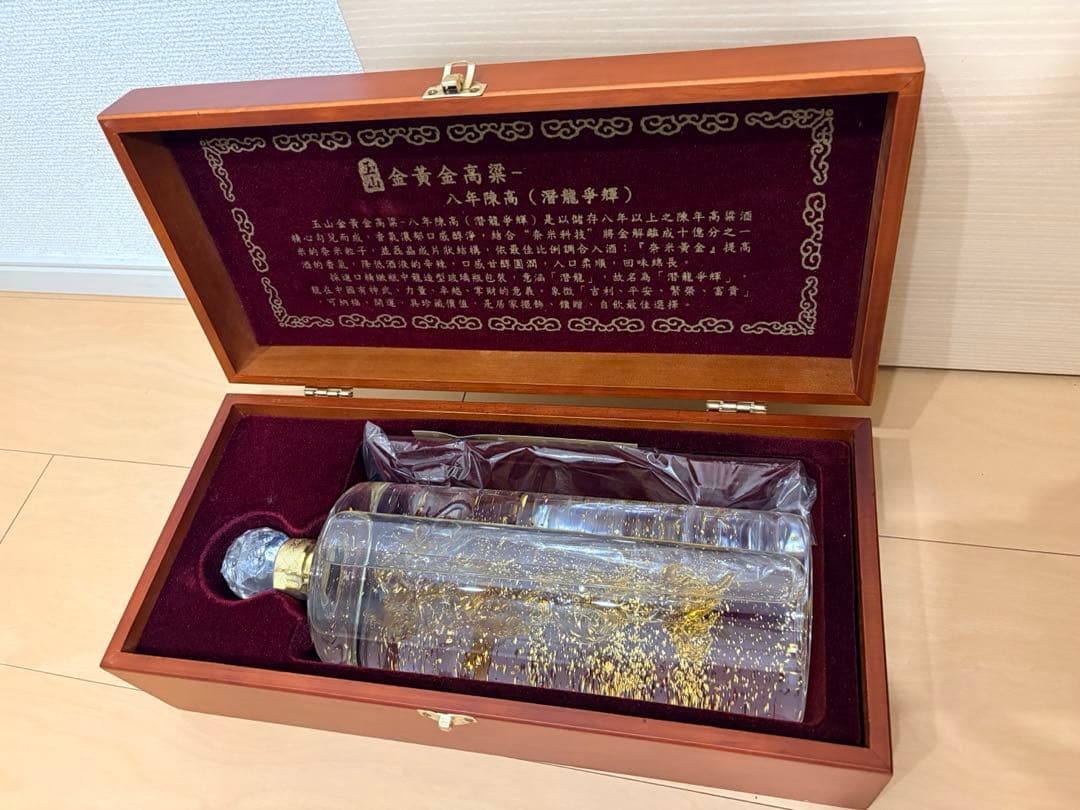 玉山
金黃金高粱-
八年陳高(潛龍爭輝)
玉山金黃金高粱-八年陳高(潛龍爭輝)是以儲存八年以上之陳年高粱酒
精心勾兌而成,香氣濃郁口感醇淨,結合"奈米科技"將金解離成十億分之一
米的奈米粒子,並磊晶成片狀結構,依最佳比例調合入酒;『奈米黃金』提高
酒的香氣,降低酒液的辛辣,口感甘醇圓潤,入口柔順,回味綿長。
採進口精緻瓶中龍造型玻璃瓶包裝,意涵「潛龍」,故名為「潛龍爭輝」。
龍在中國有神武、力量、卓越、掌財的意義,象徵「吉利、平安、繁榮、富貴」
,可納福、開運,具珍藏價值,是居家擺飾、餽贈、自飲最佳選擇。